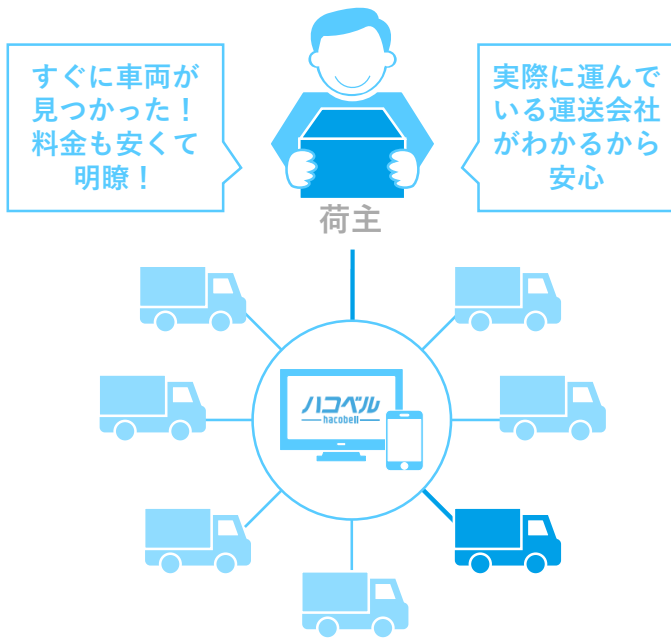 すぐに車両が
見つかった！
料金も安くて
明瞭！
実際に運んで
いる運送会社
がわかるから
安心
荷主
ハコベル
hacobell